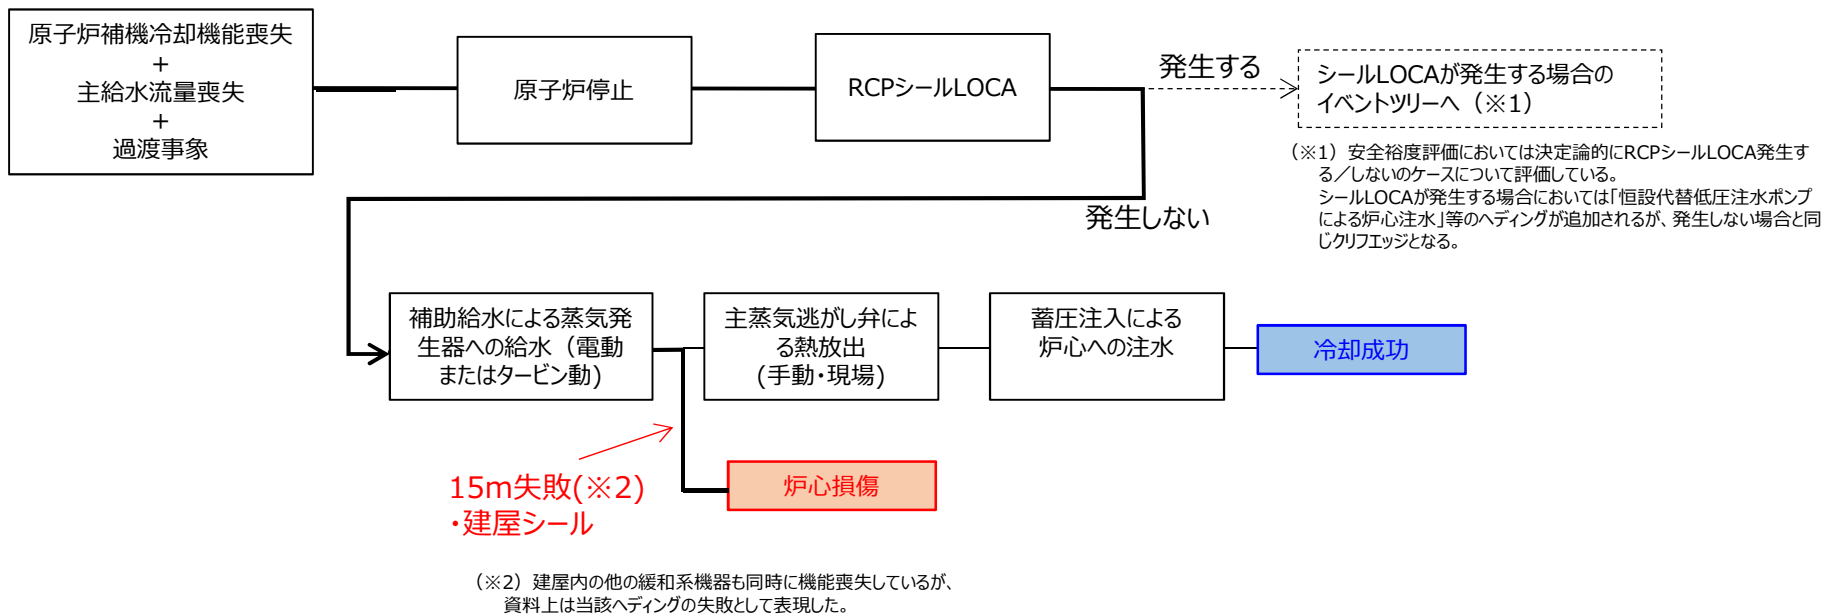 原子炉補機冷却機能喪失
+
主給水流量喪失
+
過渡事象
原子炉停止
RCPシールLOCA
発生する
シールLOCAが発生する場合の
イベントツリーへ（※1）
（※1）安全裕度評価においては決定論的にRCPシールLOCA発生す
る／しないのケースについて評価している。
シールLOCAが発生する場合においては「恒設代替低圧注水ポンプ
による炉心注水」等のヘディングが追加されるが、発生しない場合と同
じクリフエッジとなる。
発生しない
補助給水による蒸気発
生器への給水（電動
またはタービン動)
主蒸気逃がし弁によ
る熱放出
(手動・現場)
蓄圧注入による
炉心への注水
冷却成功
15m失敗(※2)
・建屋シール
炉心損傷
（※2）建屋内の他の緩和系機器も同時に機能喪失しているが、
資料上は当該ヘディングの失敗として表現した。